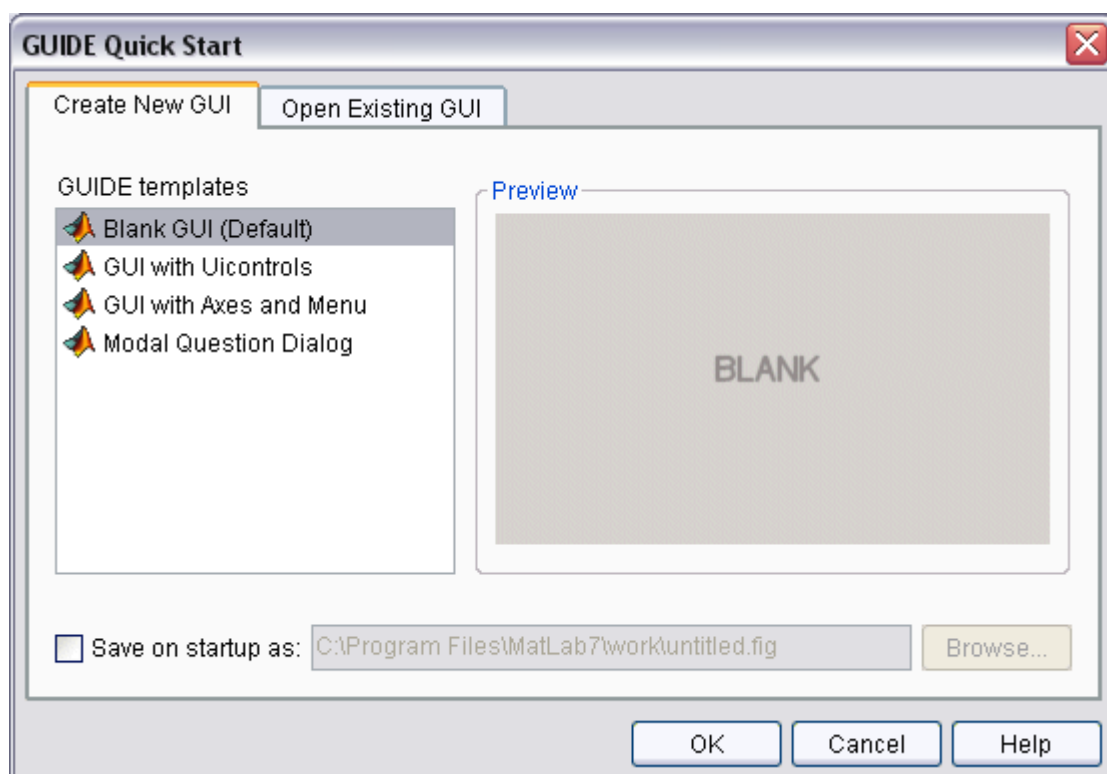 GUIDE Quick Start
Create New GUI
Open Existing GUI
GUIDE templates
Blank GUI (Default)
GUI with Uicontrols
GUI with Axes and Menu
Modal Question Dialog
Preview
BLANK
Save on startup as:
C:\Program Files\MatLab7\work\untitled.fig
Browse...
OK
Cancel
Help